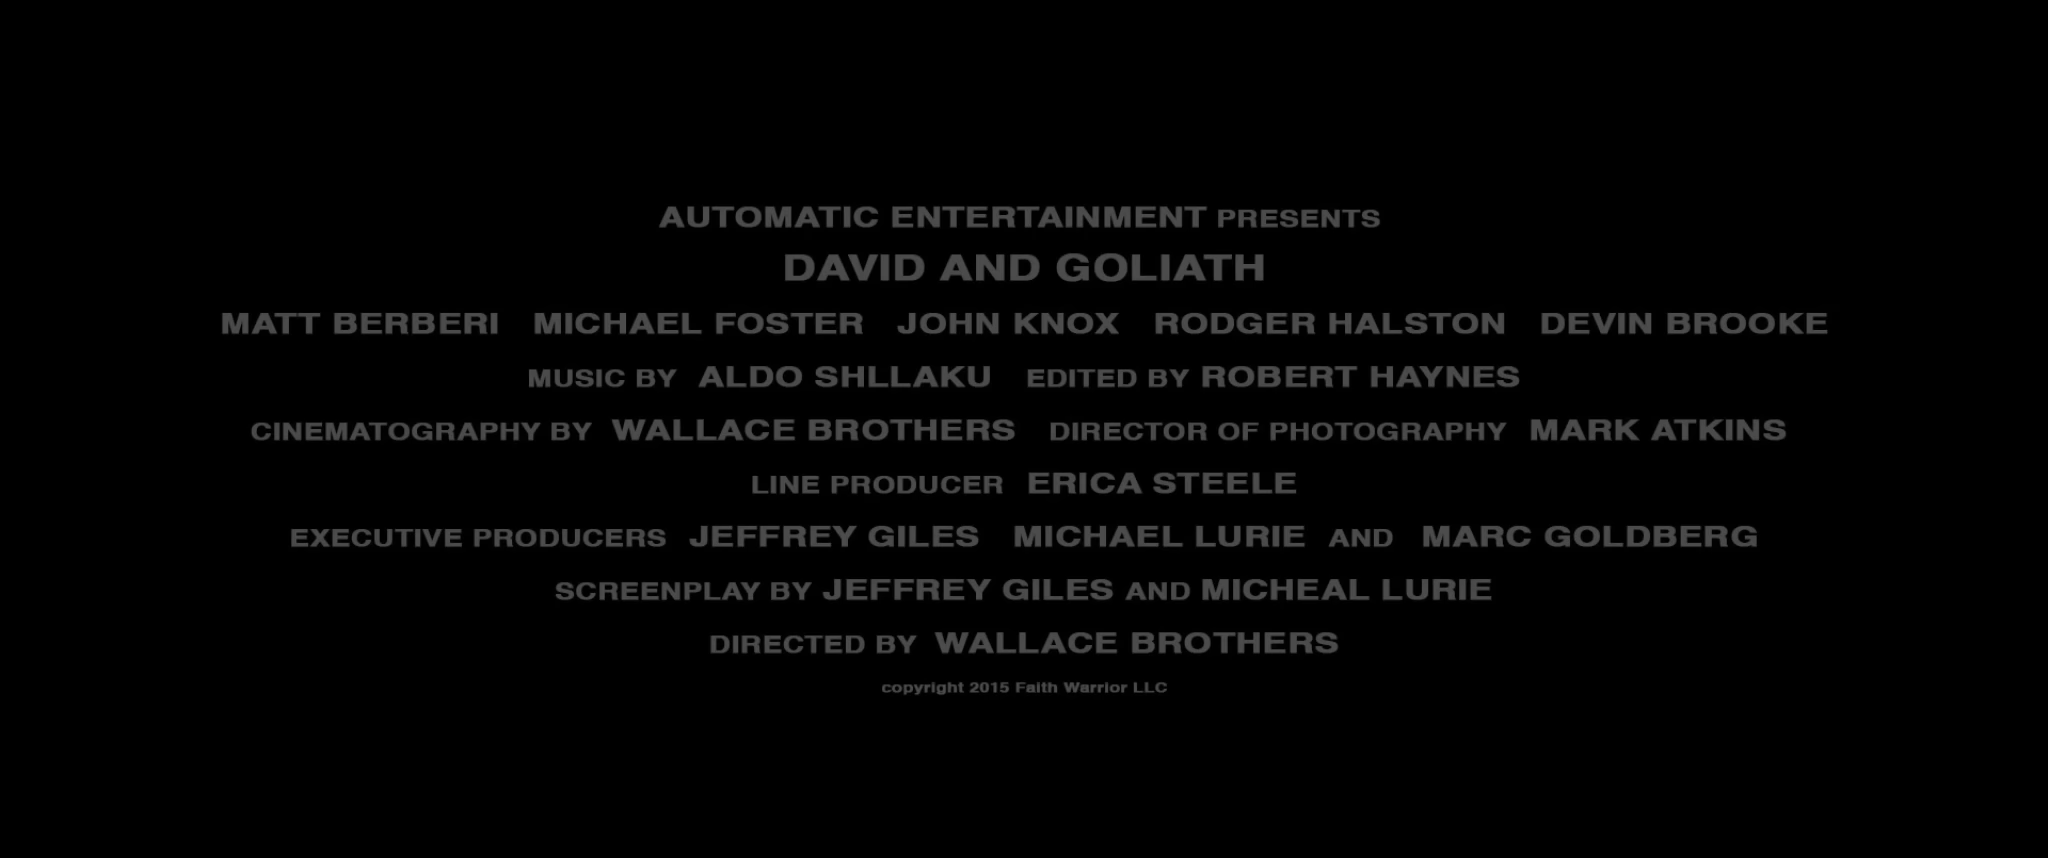 AUTOMATIC ENTERTAINMENT PRESENTS
DAVID AND GOLIATH
MATT BERBERI MICHAEL FOSTER JOHN KNOX RODGER HALSTON DEVIN BROOKE
MUSIC BY ALDO SHLLAKU EDITED BY ROBERT HAYNES
CINEMATOGRAPHY BY WALLACE BROTHERS DIRECTOR OF PHOTOGRAPHY MARK ATKINS
LINE PRODUCER ERICA STEELE
EXECUTIVE PRODUCERS JEFFREY GILES MICHAEL LURIE AND MARC GOLDBERG
SCREENPLAY BY JEFFREY GILES AND MICHEAL LURIE
DIRECTED BY WALLACE BROTHERS
copyright 2015 Faith Warrior LLC